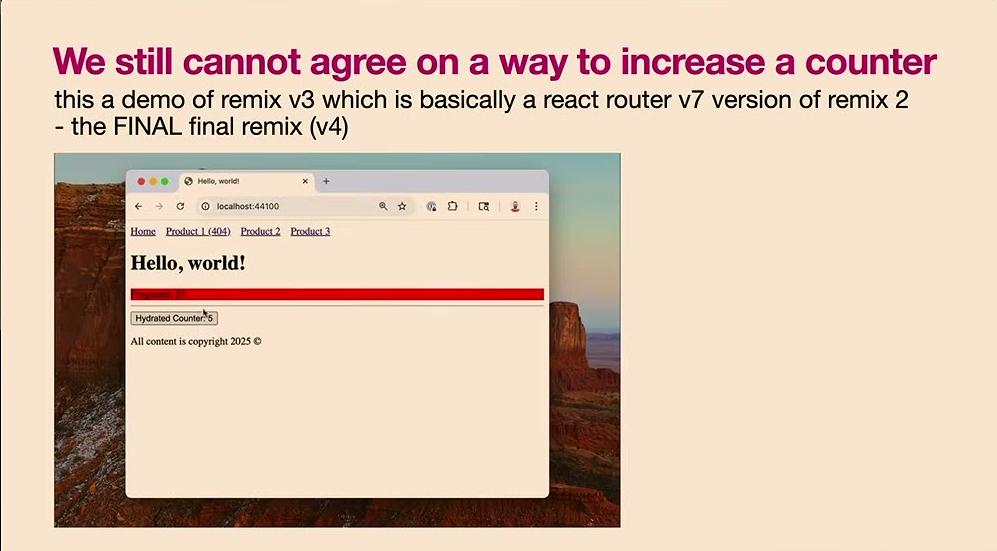 We still cannot agree on a way to increase a counter
this a demo of remix v3 which is basically a react router v7 version of remix 2
- the FINAL final remix (v4)
Hello, world!
localhost:44100
Home Product 1 (404) Product 2 Product 3
Hello, world!
Hydrated Counter: 5
All content is copyright 2025 ©